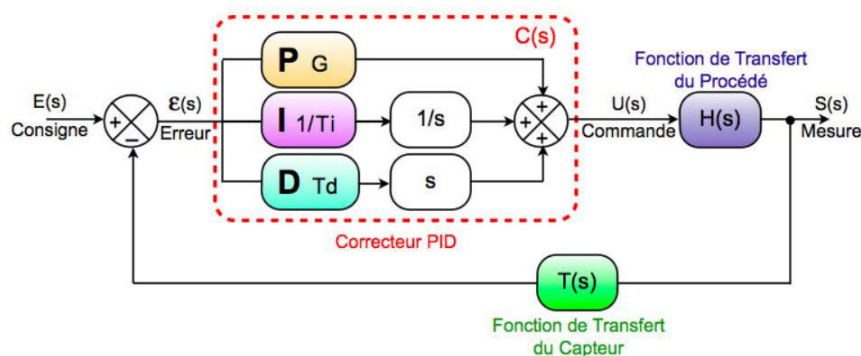 C(s)
Fonction de Transfert
du Procédé
P G
E(s)
Consigne
+
−
ε(s)
Erreur
I 1/Ti
1/s
+
+
+
U(s)
Commande
H(s)
S(s)
Mesure
D Td
s
Correcteur PID
T(s)
Fonction de Transfert
du Capteur